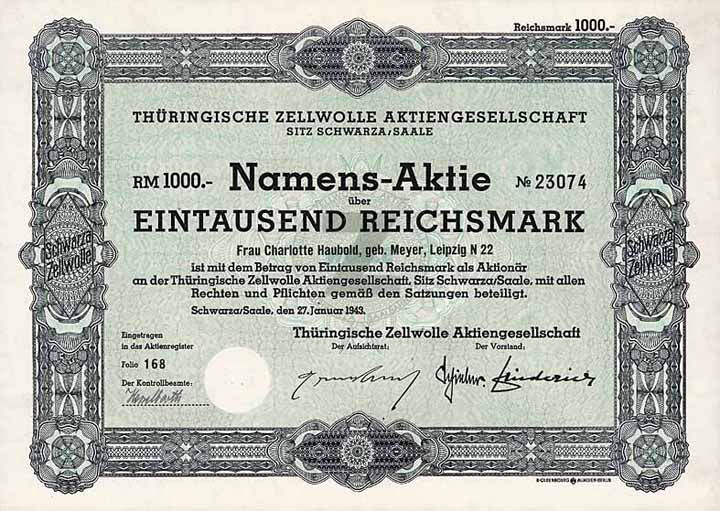 Reichsmark 1000.-
THÜRINGISCHE ZELLWOLLE AKTIENGESELLSCHAFT
SITZ SCHWARZA/SAALE
RM 1000.- Namens-Aktie № 23074
über
EINTAUSEND REICHSMARK
Frau Charlotte Haubold, geb. Meyer, Leipzig N 22
ist mit dem Betrag von Eintausend Reichsmark als Aktionär
an der Thüringische Zellwolle Aktiengesellschaft, Sitz Schwarza/Saale, mit allen
Rechten und Pflichten gemäß den Satzungen beteiligt.
Schwarza/Saale, den 27. Januar 1943.
Schwarza
Zellwolle
Schwarza
Zellwolle
Eingetragen
in das Aktienregister
Folio 168
Der Kontrollbeamte:
Thüringische Zellwolle Aktiengesellschaft
Der Aufsichtsrat: Der Vorstand:
R·OLDENBOURG MÜNCHEN-BERLIN